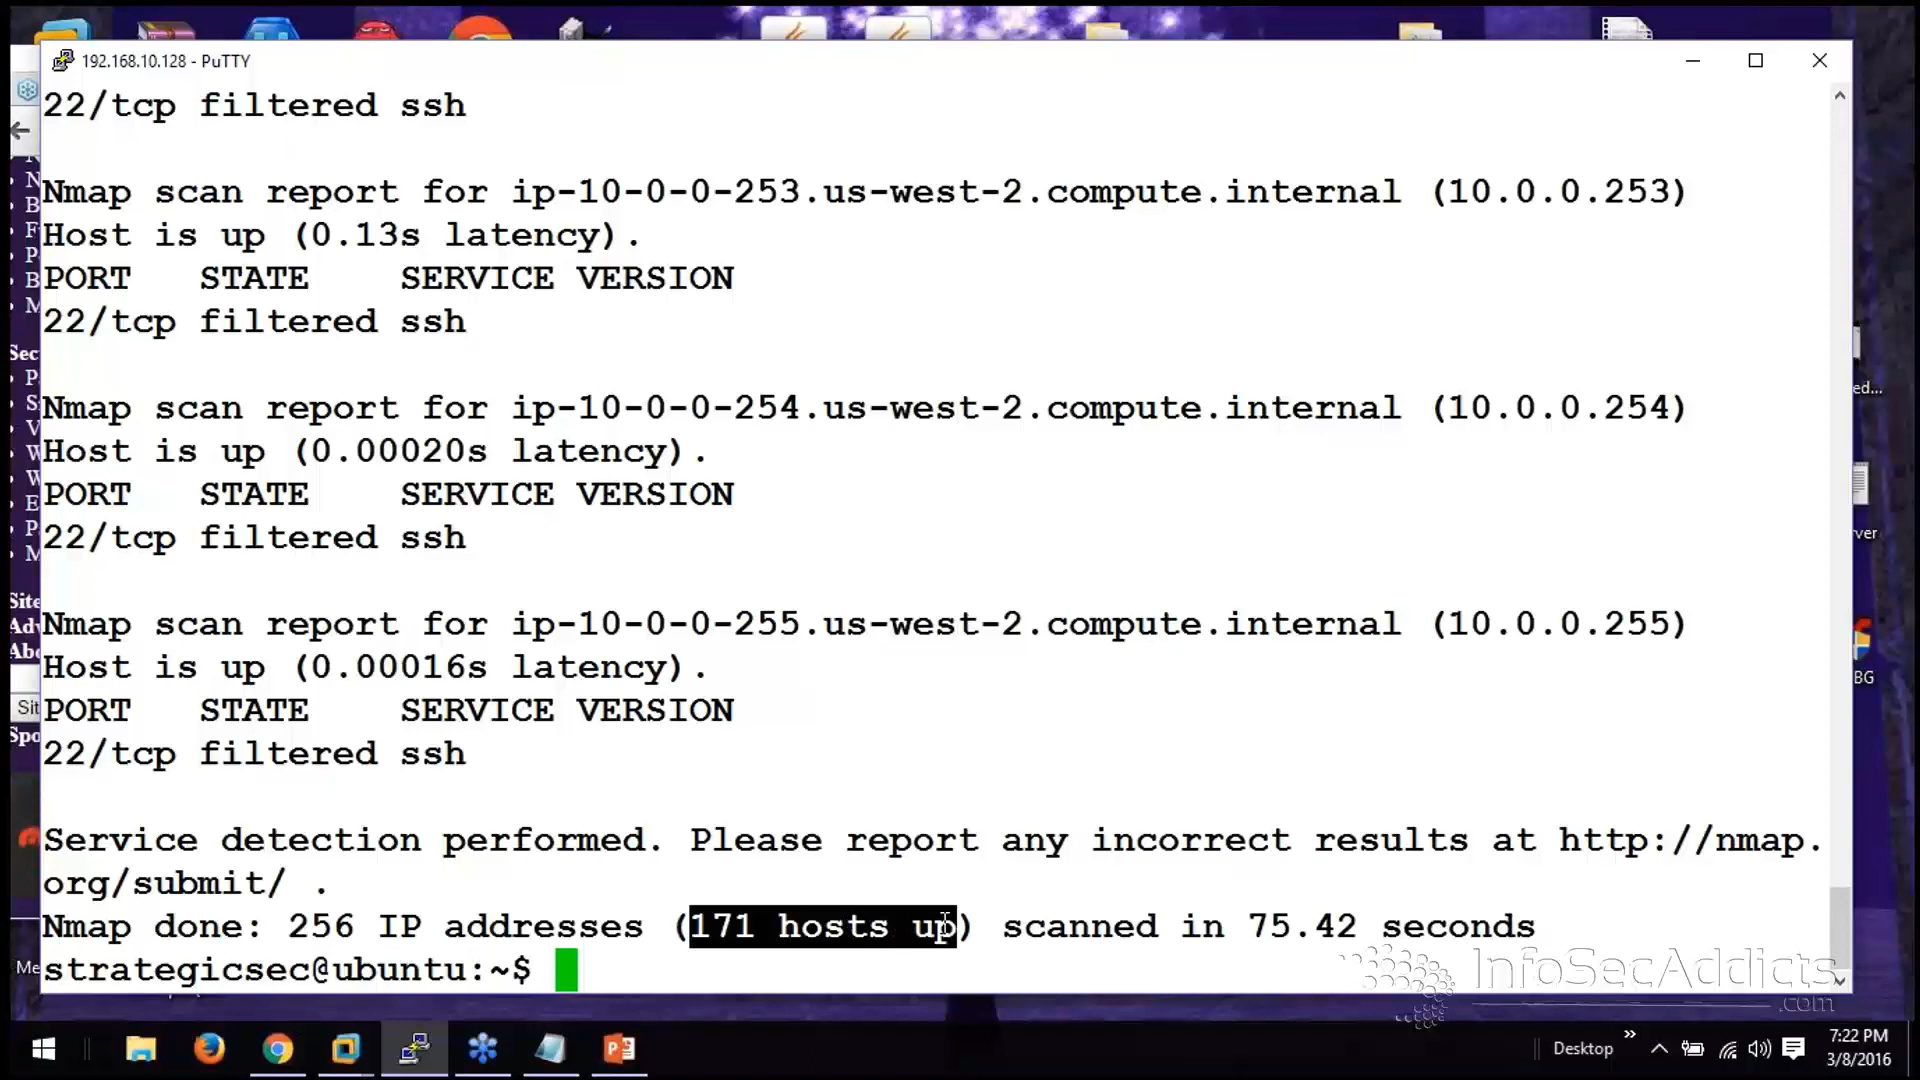 192.168.10.128 - PuTTY
22/tcp filtered ssh
Nmap scan report for ip-10-0-0-253.us-west-2.compute.internal (10.0.0.253)
Host is up (0.13s latency).
PORT   STATE    SERVICE VERSION
22/tcp filtered ssh
Nmap scan report for ip-10-0-0-254.us-west-2.compute.internal (10.0.0.254)
Host is up (0.00020s latency).
PORT   STATE    SERVICE VERSION
22/tcp filtered ssh
Nmap scan report for ip-10-0-0-255.us-west-2.compute.internal (10.0.0.255)
Host is up (0.00016s latency).
PORT   STATE    SERVICE VERSION
22/tcp filtered ssh
Service detection performed. Please report any incorrect results at http://nmap.
org/submit/ .
Nmap done: 256 IP addresses (171 hosts up) scanned in 75.42 seconds
strategicsec@ubuntu:~$
InfoSecAddicts
.com
Desktop
7:22 PM
3/8/2016